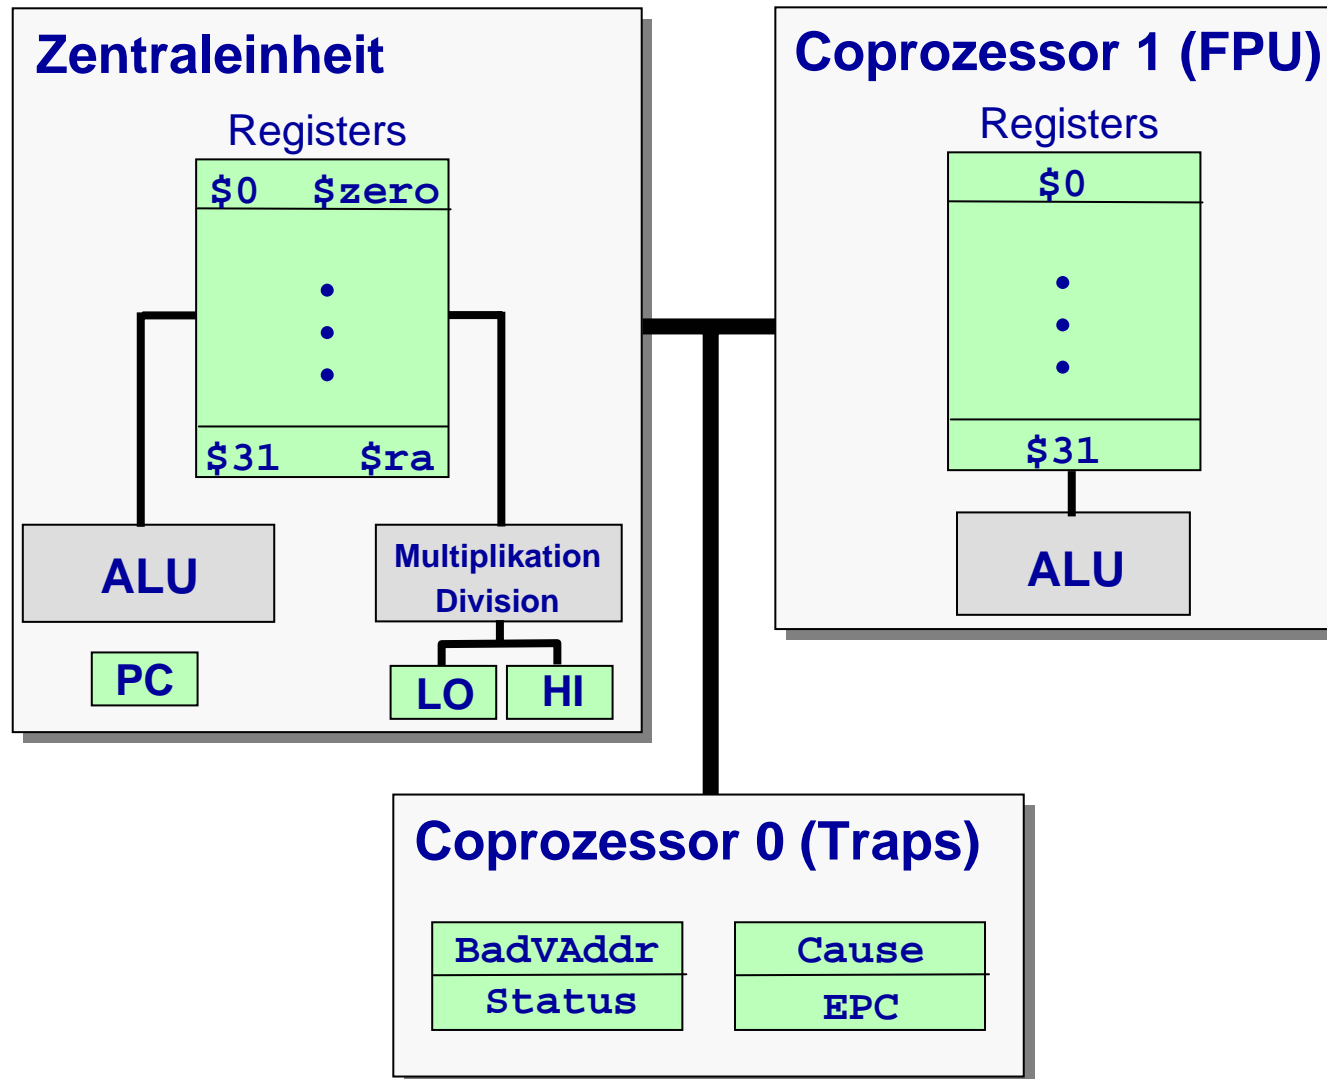 Zentraleinheit
Registers
$0 $zero
$31 $ra
ALU
Multiplikation
Division
PC
LO
HI
Coprozessor 1 (FPU)
Registers
$0
$31
ALU
Coprozessor 0 (Traps)
BadVAddr
Status
Cause
EPC